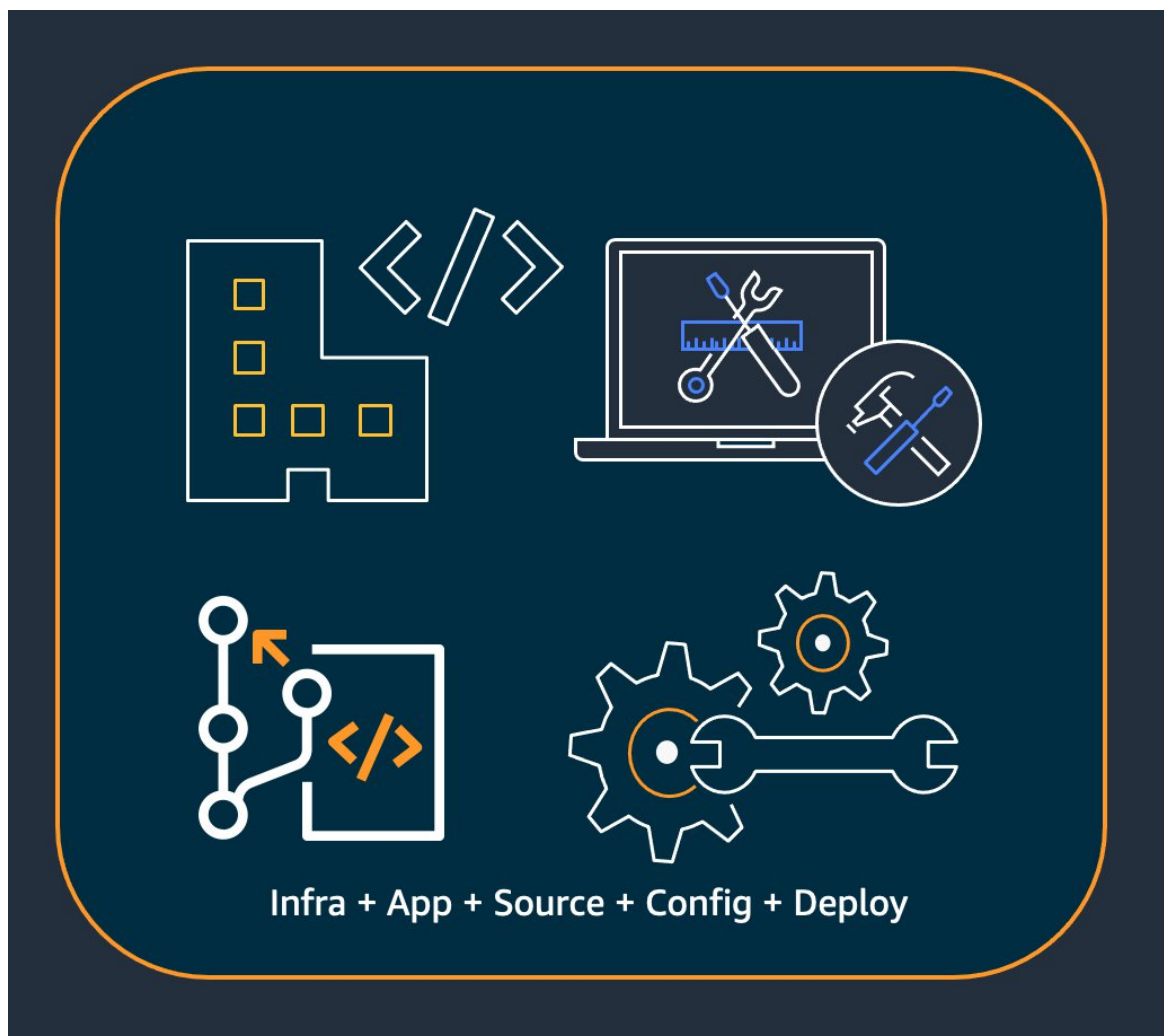 </>
</>
Infra + App + Source + Config + Deploy